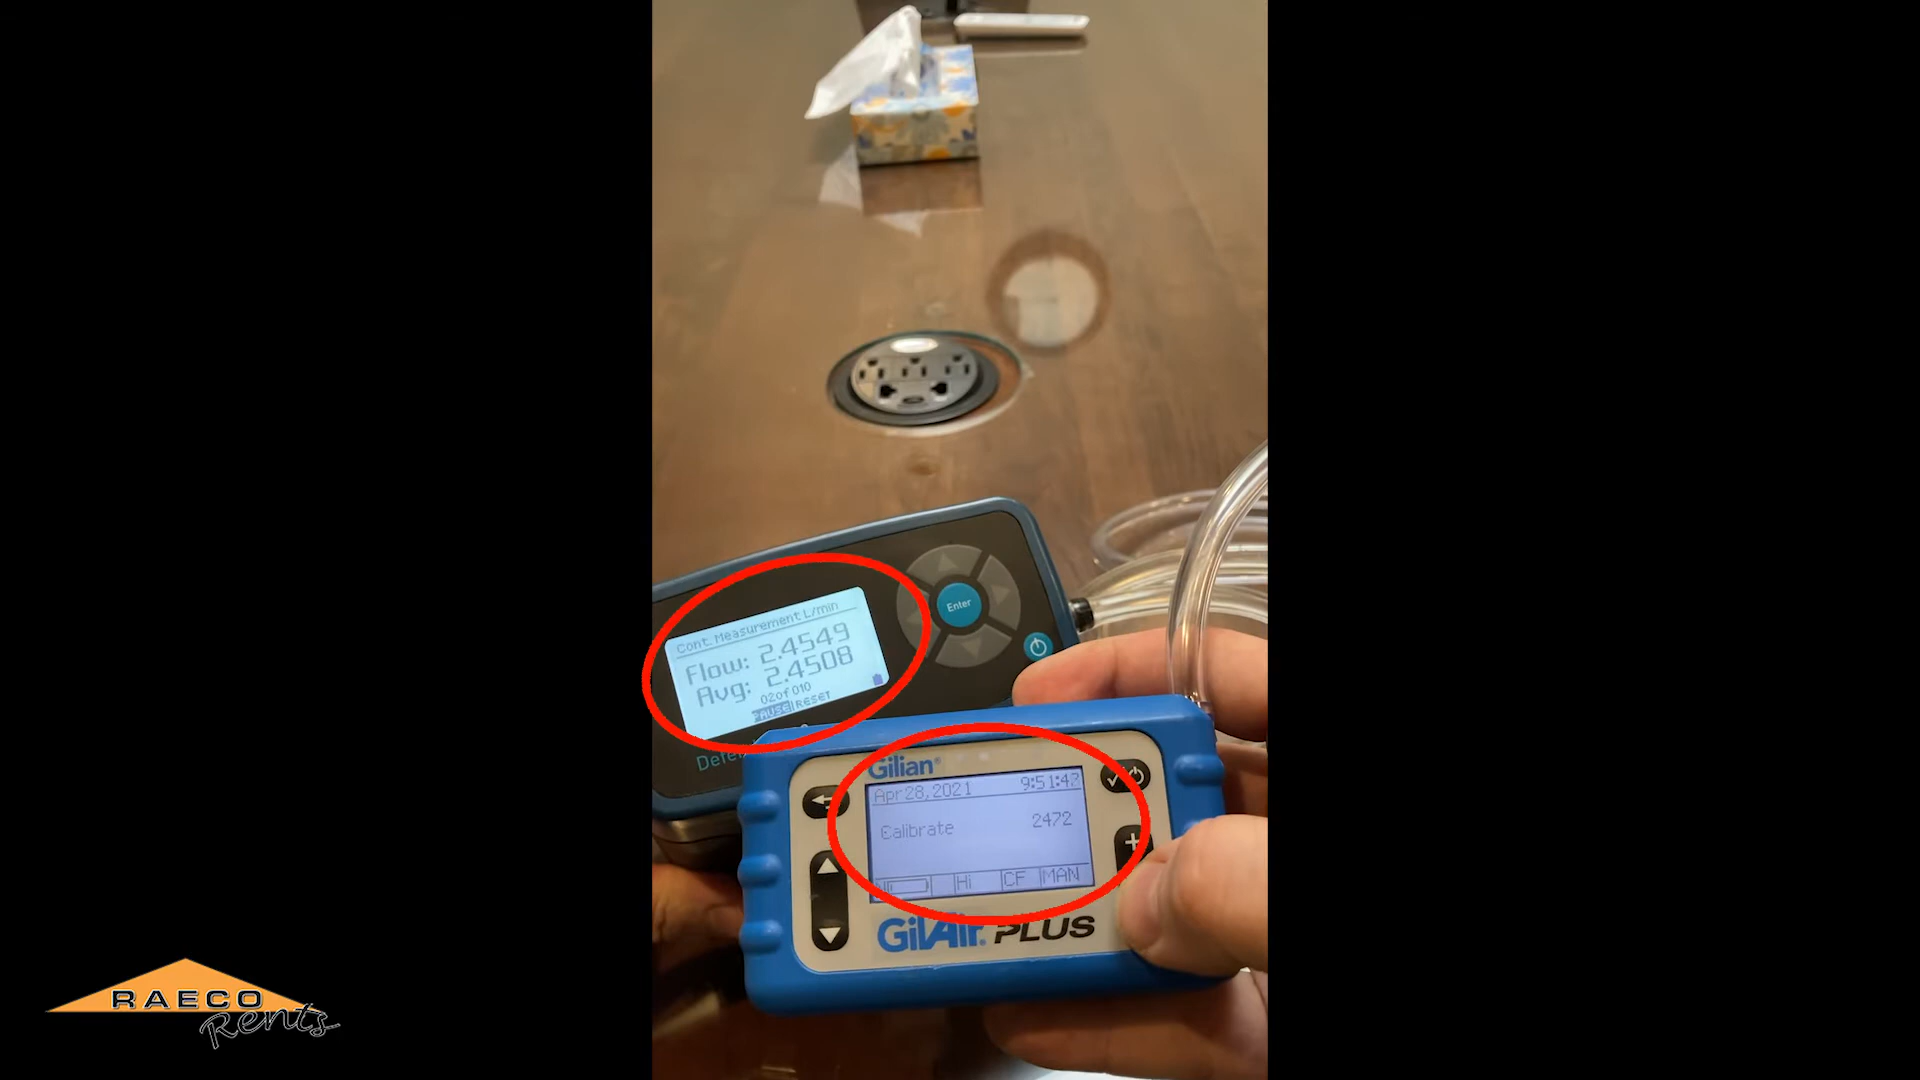 Cont. Measurement L/min
Flow: 2.4549
Avg: 2.4508
02 of 010
PAUSE RESET
Enter
Gilian®
Apr 28, 2021 9:51:4
Calibrate 2472
Hi CF MAN
GilAir® PLUS
RAECO
Rents